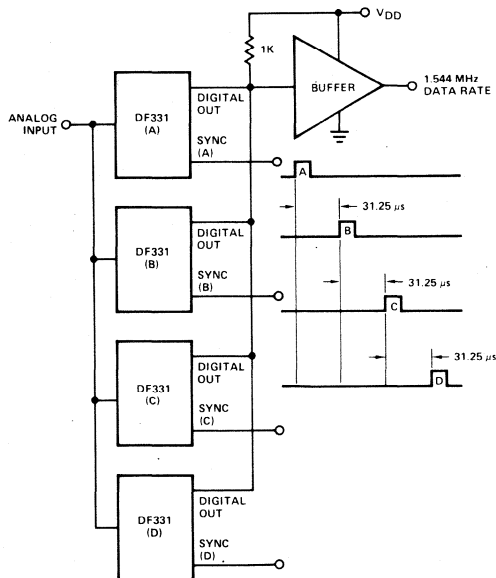 VDD
1K
BUFFER
1.544 MHz
DATA RATE
ANALOG
INPUT
DF331
(A)
DIGITAL
OUT
SYNC
(A)
A
31.25 μs
DF331
(B)
DIGITAL
OUT
SYNC
(B)
B
31.25 μs
C
DF331
(C)
DIGITAL
OUT
SYNC
(C)
31.25 μs
D
DF331
(D)
DIGITAL
OUT
SYNC
(D)